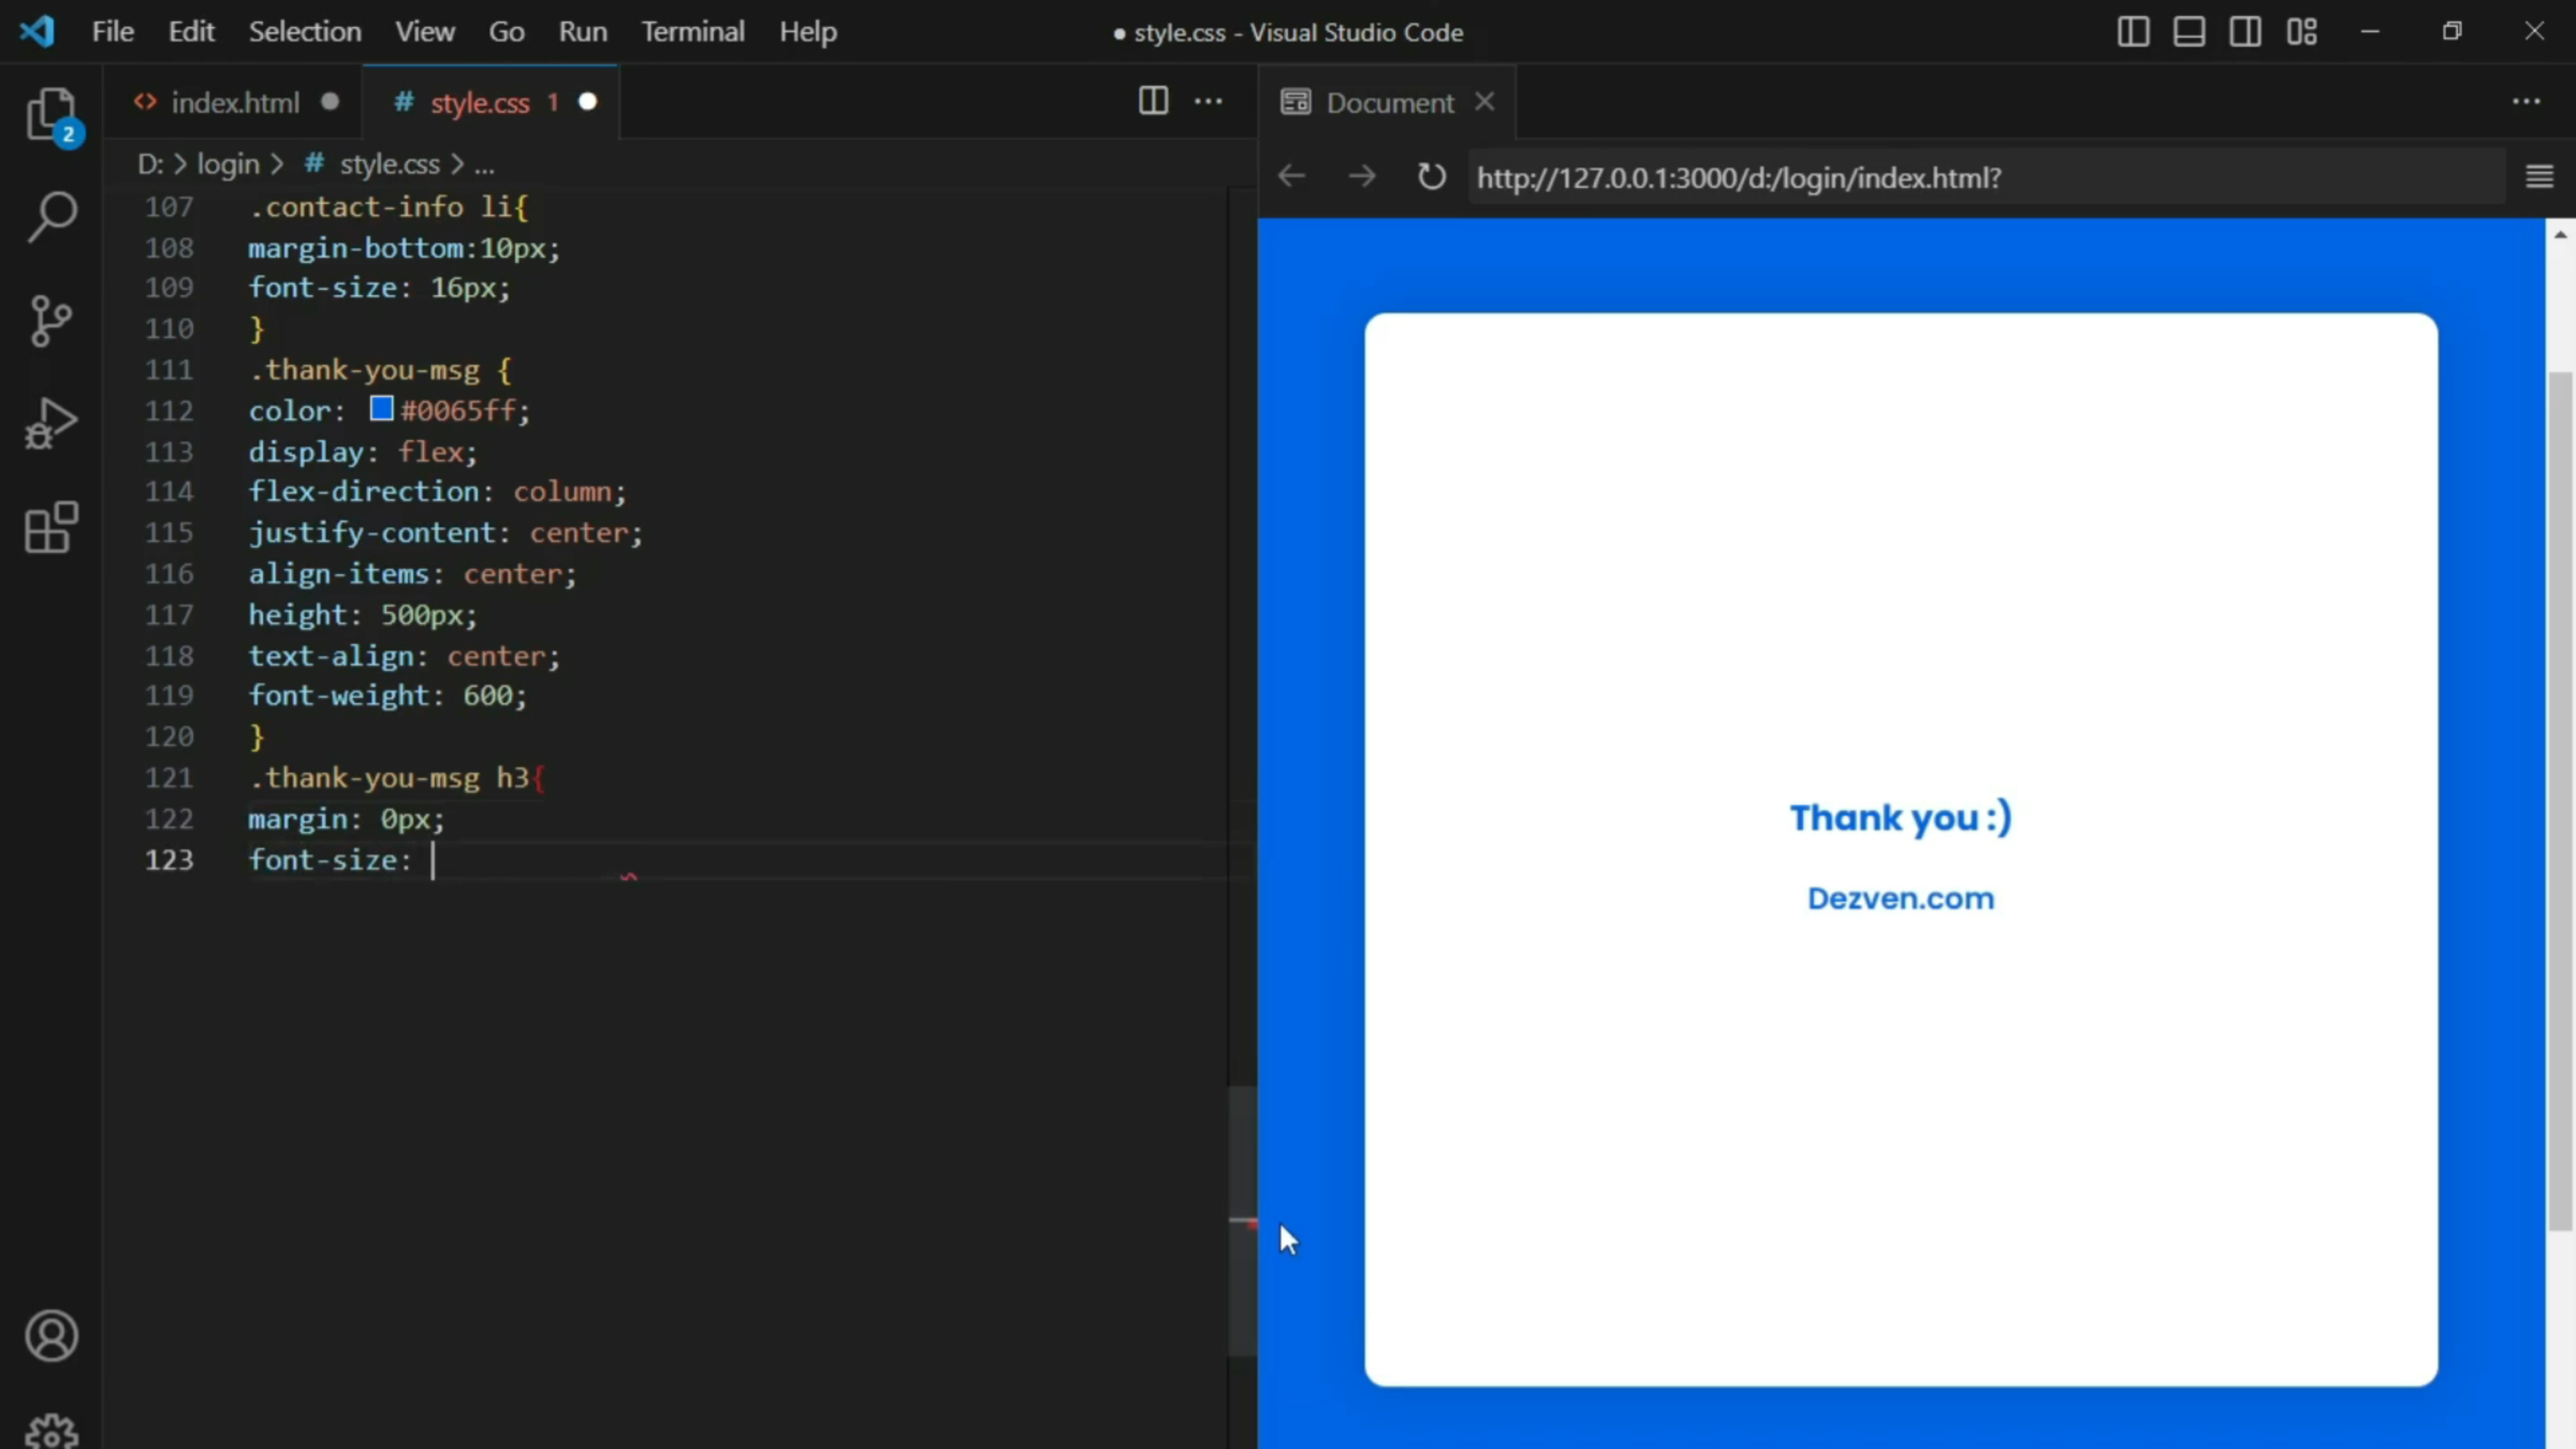 File Edit Selection View Go Run Terminal Help
● style.css - Visual Studio Code
2
<> index.html ●
# style.css 1 ●
D: > login > # style.css > ...
107 .contact-info li{
108 margin-bottom:10px;
109 font-size: 16px;
110 }
111 .thank-you-msg {
112 color: #0065ff;
113 display: flex;
114 flex-direction: column;
115 justify-content: center;
116 align-items: center;
117 height: 500px;
118 text-align: center;
119 font-weight: 600;
120 }
121 .thank-you-msg h3{
122 margin: 0px;
123 font-size:
Document
http://127.0.0.1:3000/d:/login/index.html?
Thank you :)
Dezven.com